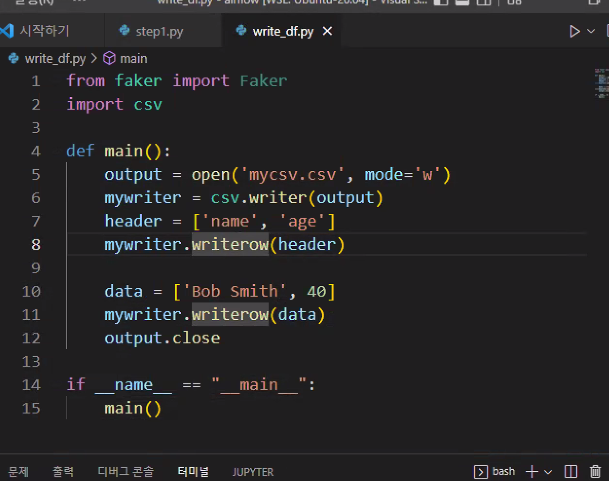 write_df.py - airflow [WSL: Ubuntu-20.04] - Visual S...
시작하기 step1.py write_df.py
write_df.py > main
1 from faker import Faker
2 import csv
3
4 def main():
5 output = open('mycsv.csv', mode='w')
6 mywriter = csv.writer(output)
7 header = ['name', 'age']
8 mywriter.writerow(header)
9
10 data = ['Bob Smith', 40]
11 mywriter.writerow(data)
12 output.close
13
14 if __name__ == "__main__":
15 main()
문제 출력 디버그 콘솔 터미널 JUPYTER bash